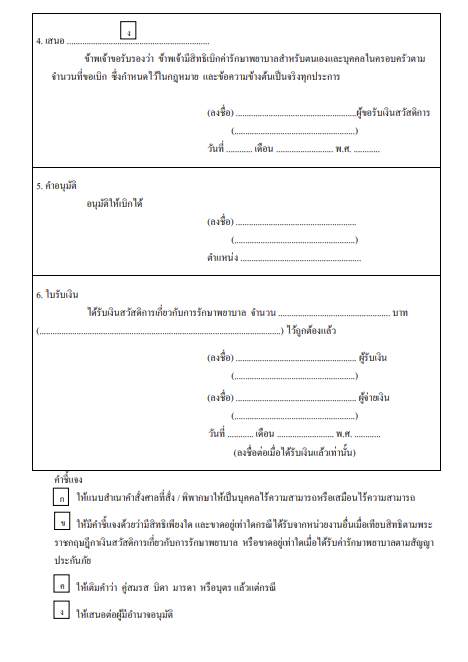 ง
4. เสนอ ................................................................
ข้าพเจ้าขอรับรองว่า ข้าพเจ้ามีสิทธิเบิกค่ารักษาพยาบาลสำหรับตนเองและบุคคลในครอบครัวตาม
จำนวนที่ขอเบิก ซึ่งกำหนดไว้ในกฎหมาย และข้อความข้างต้นเป็นจริงทุกประการ
(ลงชื่อ) ......................................................ผู้ขอรับเงินสวัสดิการ
(......................................................)
วันที่ ............ เดือน .......................... พ.ศ. ............
5. คำอนุมัติ
อนุมัติให้เบิกได้
(ลงชื่อ) ......................................................
(......................................................)
ตำแหน่ง ......................................................
6. ใบรับเงิน
ได้รับเงินสวัสดิการเกี่ยวกับการรักษาพยาบาล จำนวน .................................................. บาท
(............................................................................................................) ไว้ถูกต้องแล้ว
(ลงชื่อ) ...................................................... ผู้รับเงิน
(......................................................)
(ลงชื่อ) ...................................................... ผู้จ่ายเงิน
(......................................................)
วันที่ ............ เดือน .......................... พ.ศ. ............
(ลงชื่อต่อเมื่อได้รับเงินแล้วเท่านั้น)
คำชี้แจง
ก ให้แนบสำเนาคำสั่งศาลที่สั่ง / พิพากษาให้เป็นบุคคลไร้ความสามารถหรือเสมือนไร้ความสามารถ
ข ให้มีคำชี้แจงด้วยว่ามีสิทธิเพียงใด และขาดอยู่เท่าใดกรณีได้รับจากหน่วยงานอื่นเมื่อเทียบสิทธิตามพระ
ราชกฤษฎีกาเงินสวัสดิการเกี่ยวกับการรักษาพยาบาล หรือขาดอยู่เท่าใดเมื่อได้รับค่ารักษาพยาบาลตามสัญญา
ประกันภัย
ค ให้เติมคำว่า คู่สมรส บิดา มารดา หรือบุตร แล้วแต่กรณี
ง ให้เสนอต่อผู้มีอำนาจอนุมัติ